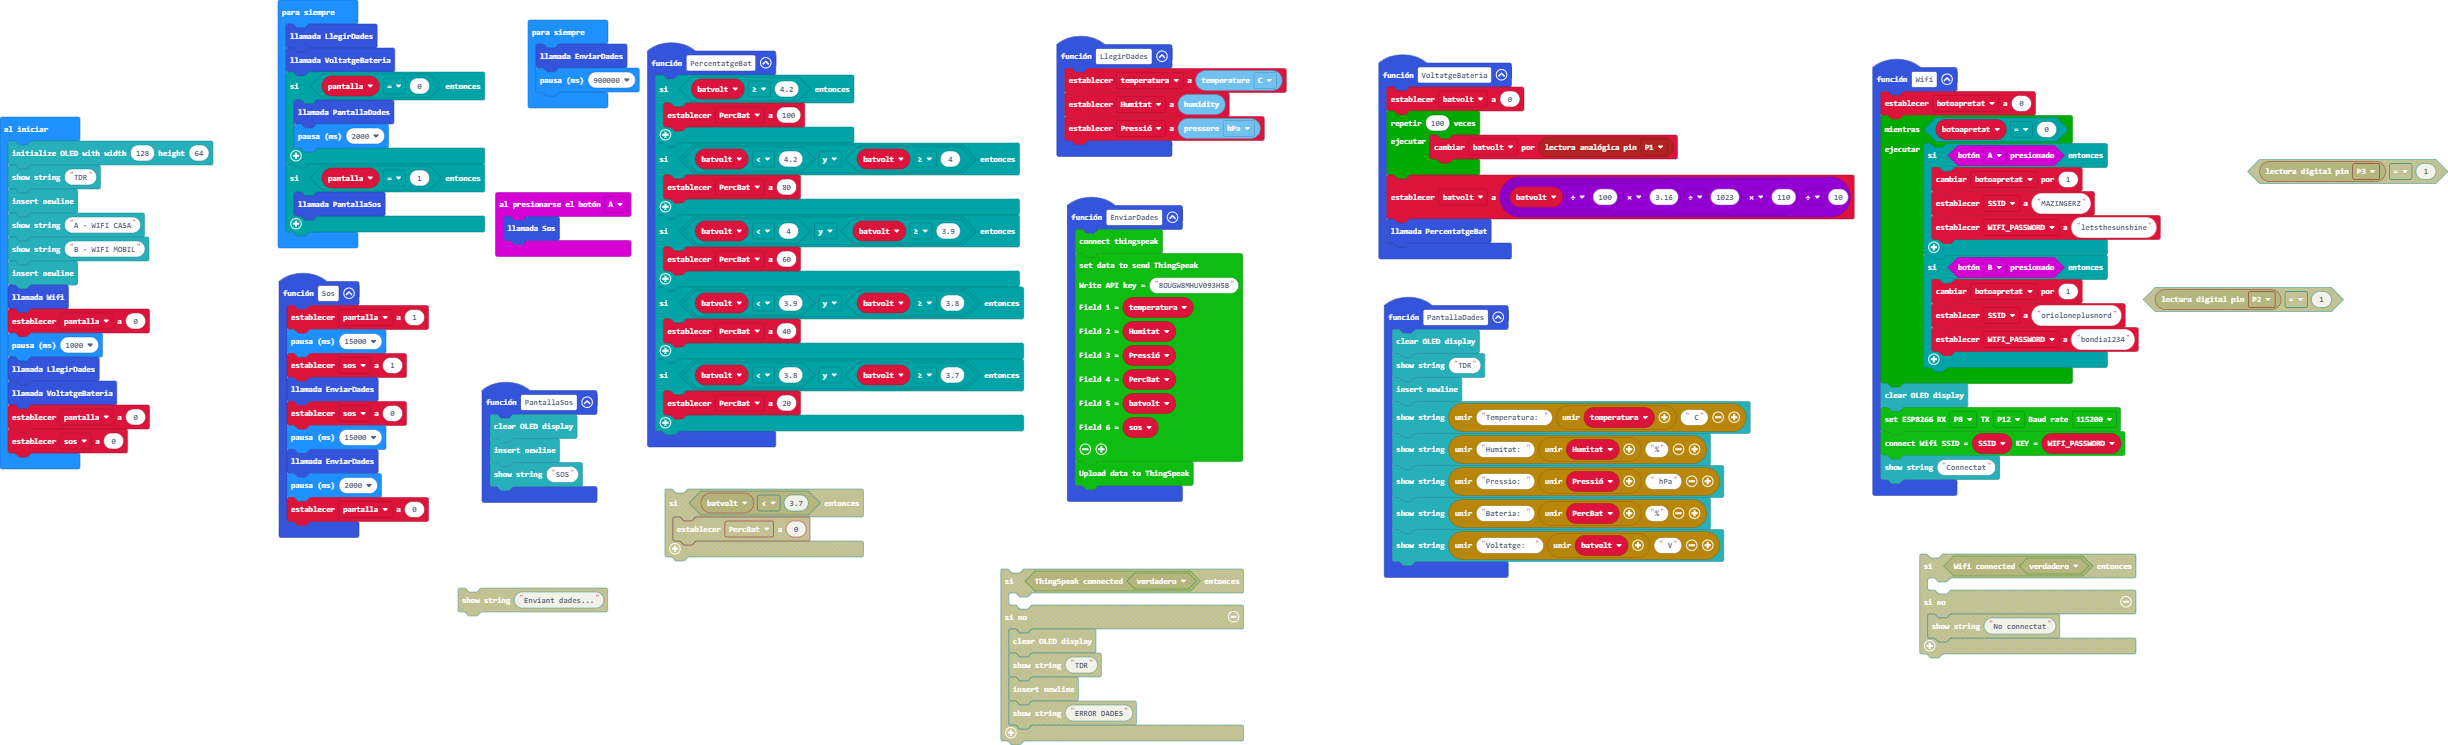 al iniciar
initialize OLED with width 128 height 64
show string "TDR"
insert newline
show string "A - WIFI CASA"
show string "B - WIFI MOBIL"
insert newline
llamada Wifi
establecer pantalla a 0
pausa (ms) 1000
llamada LlegirDades
llamada VoltatgeBateria
establecer pantalla a 0
establecer sos a 0
para siempre
llamada LlegirDades
llamada VoltatgeBateria
si pantalla = 0 entonces
llamada PantallaDades
pausa (ms) 2000
si pantalla = 1 entonces
llamada PantallaSos
función Sos
establecer pantalla a 1
pausa (ms) 15000
establecer sos a 1
llamada EnviarDades
establecer sos a 0
pausa (ms) 15000
llamada EnviarDades
pausa (ms) 2000
establecer pantalla a 0
para siempre
llamada EnviarDades
pausa (ms) 900000
al presionarse el botón A
llamada Sos
función PantallaSos
clear OLED display
insert newline
show string "SOS"
show string "Enviant dades..."
función PercentatgeBat
si batvolt ≥ 4.2 entonces
establecer PercBat a 100
si batvolt < 4.2 y batvolt ≥ 4 entonces
establecer PercBat a 80
si batvolt < 4 y batvolt ≥ 3.9 entonces
establecer PercBat a 60
si batvolt < 3.9 y batvolt ≥ 3.8 entonces
establecer PercBat a 40
si batvolt < 3.8 y batvolt ≥ 3.7 entonces
establecer PercBat a 20
si batvolt < 3.7 entonces
establecer PercBat a 0
función LlegirDades
establecer temperatura a temperature C
establecer Humitat a humidity
establecer Pressió a pressure hPa
función EnviarDades
connect thingspeak
set data to send ThingSpeak
Write API key = "8OUGW8MHUV093H5B"
Field 1 = temperatura
Field 2 = Humitat
Field 3 = Pressió
Field 4 = PercBat
Field 5 = batvolt
Field 6 = sos
Upload data to ThingSpeak
si ThingSpeak connected verdadero entonces
si no
clear OLED display
show string "TDR"
insert newline
show string "ERROR DADES"
función VoltatgeBateria
establecer batvolt a 0
repetir 100 veces
ejecutar cambiar batvolt por lectura analógica pin P1
establecer batvolt a batvolt ÷ 100 × 3.16 ÷ 1023 × 110 ÷ 10
llamada PercentatgeBat
función PantallaDades
clear OLED display
show string "TDR"
insert newline
show string unir "Temperatura: " unir temperatura " C"
show string unir "Humitat: " unir Humitat "%"
show string unir "Pressio: " unir Pressió " hPa"
show string unir "Bateria: " unir PercBat "%"
show string unir "Voltatge: " unir batvolt " V"
función Wifi
establecer botoapretat a 0
mientras botoapretat = 0
ejecutar si botón A presionado entonces
cambiar botoapretat por 1
establecer SSID a "MAZINGERZ"
establecer WIFI_PASSWORD a "letsthesunshine"
si botón B presionado entonces
cambiar botoapretat por 1
establecer SSID a "orioloneplusnord"
establecer WIFI_PASSWORD a "bondia1234"
clear OLED display
set ESP8266 RX P8 TX P12 Baud rate 115200
connect Wifi SSID = SSID KEY = WIFI_PASSWORD
show string "Connectat"
lectura digital pin P3 = 1
lectura digital pin P2 = 1
si Wifi connected verdadero entonces
si no
show string "No connectat"